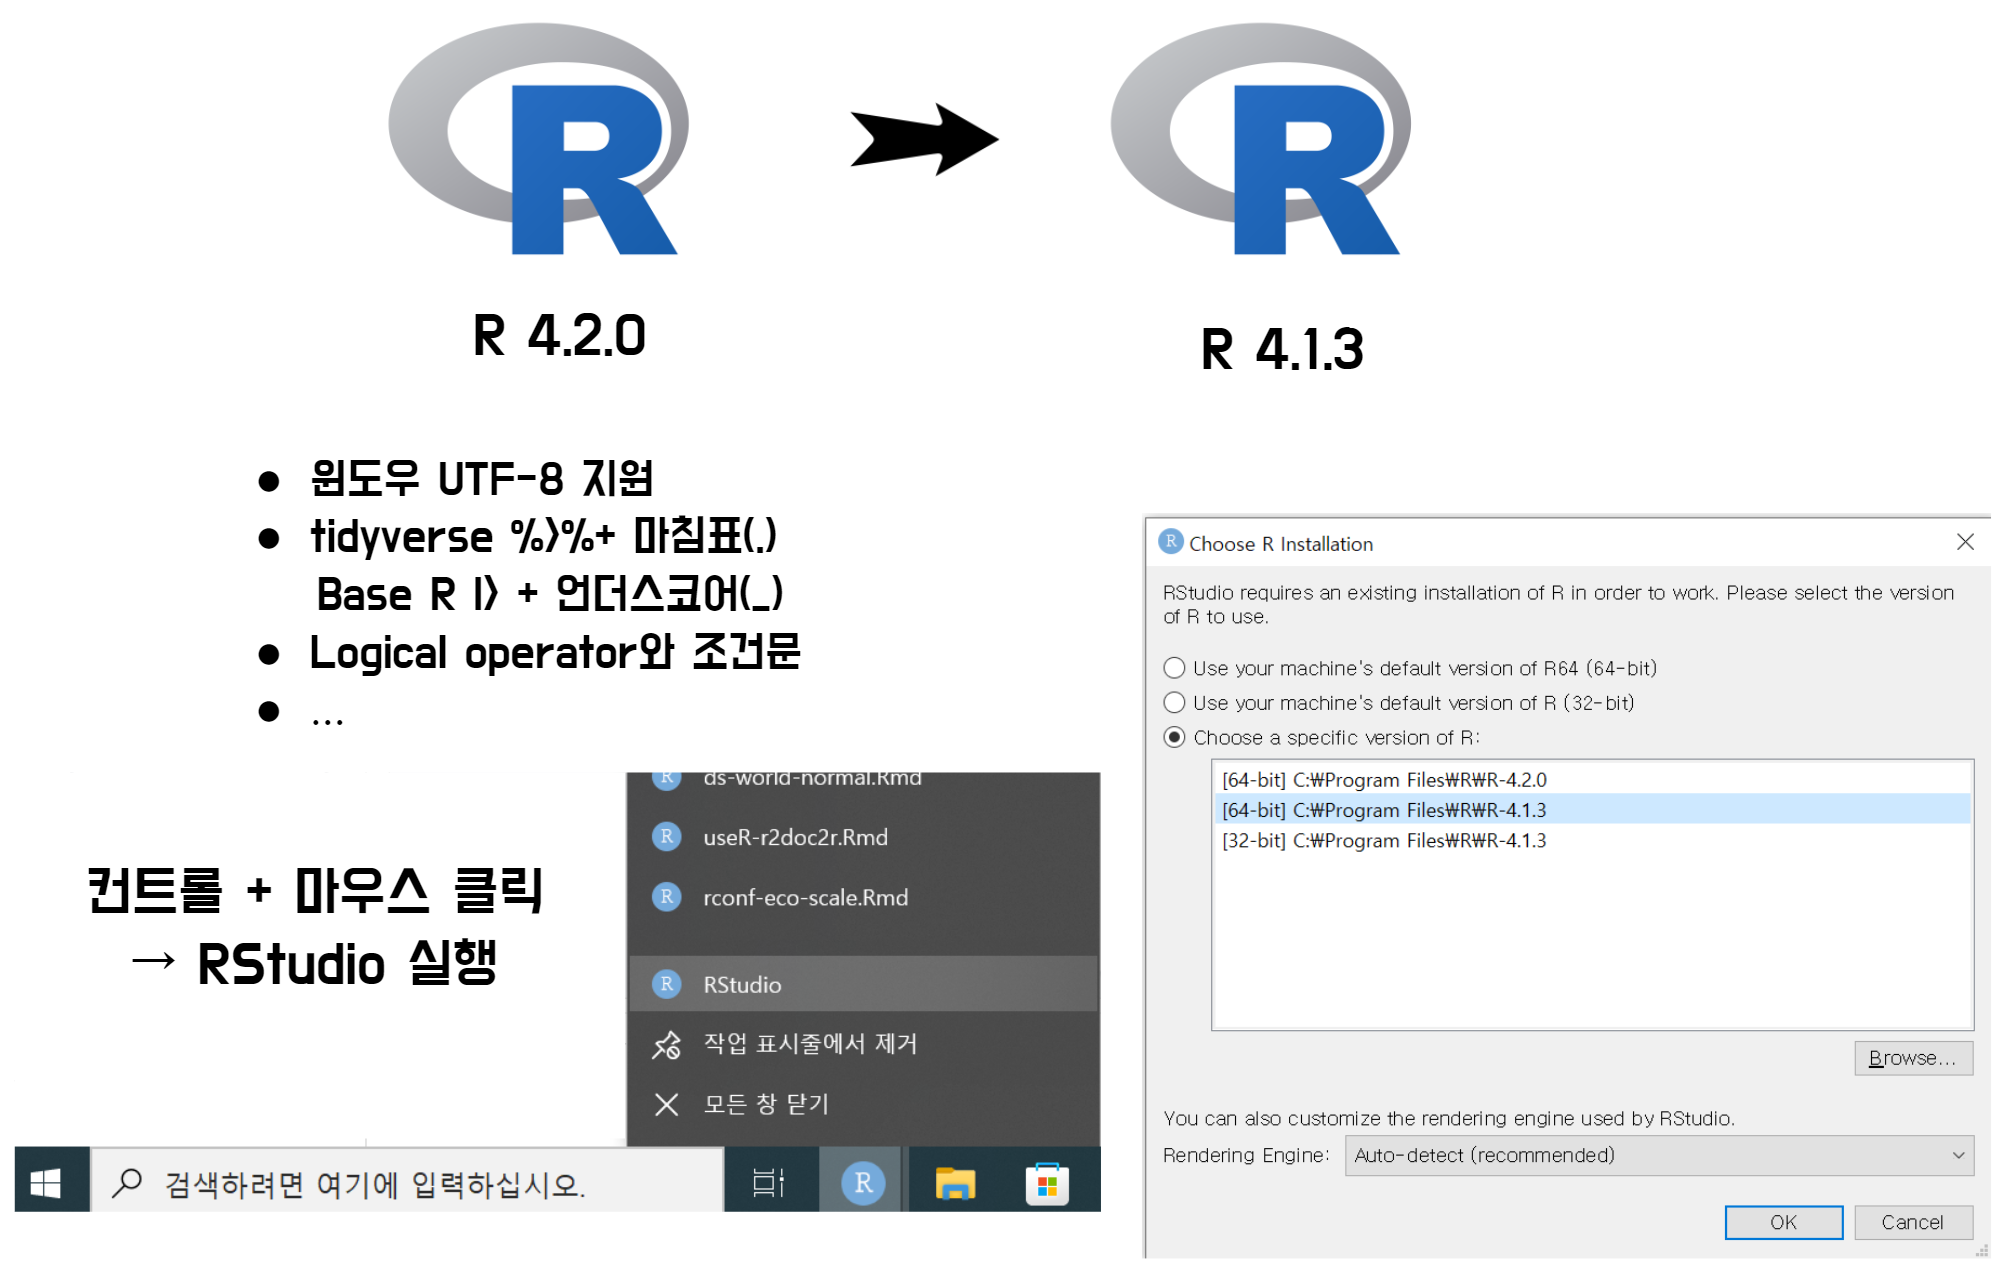 R
R
R 4.2.0
R 4.1.3
● 윈도우 UTF-8 지원
● tidyverse %>%+ 마침표(.)
Base R |> + 언더스코어(_)
● Logical operator와 조건문
● ...
컨트롤 + 마우스 클릭
→ RStudio 실행
ds-world-normal.Rmd
useR-r2doc2r.Rmd
rconf-eco-scale.Rmd
RStudio
작업 표시줄에서 제거
모든 창 닫기
검색하려면 여기에 입력하십시오.
Choose R Installation
RStudio requires an existing installation of R in order to work. Please select the version
of R to use.
Use your machine's default version of R64 (64-bit)
Use your machine's default version of R (32-bit)
Choose a specific version of R:
[64-bit] C:₩Program Files₩R₩R-4.2.0
[64-bit] C:₩Program Files₩R₩R-4.1.3
[32-bit] C:₩Program Files₩R₩R-4.1.3
Browse...
You can also customize the rendering engine used by RStudio.
Rendering Engine: Auto-detect (recommended)
OK Cancel